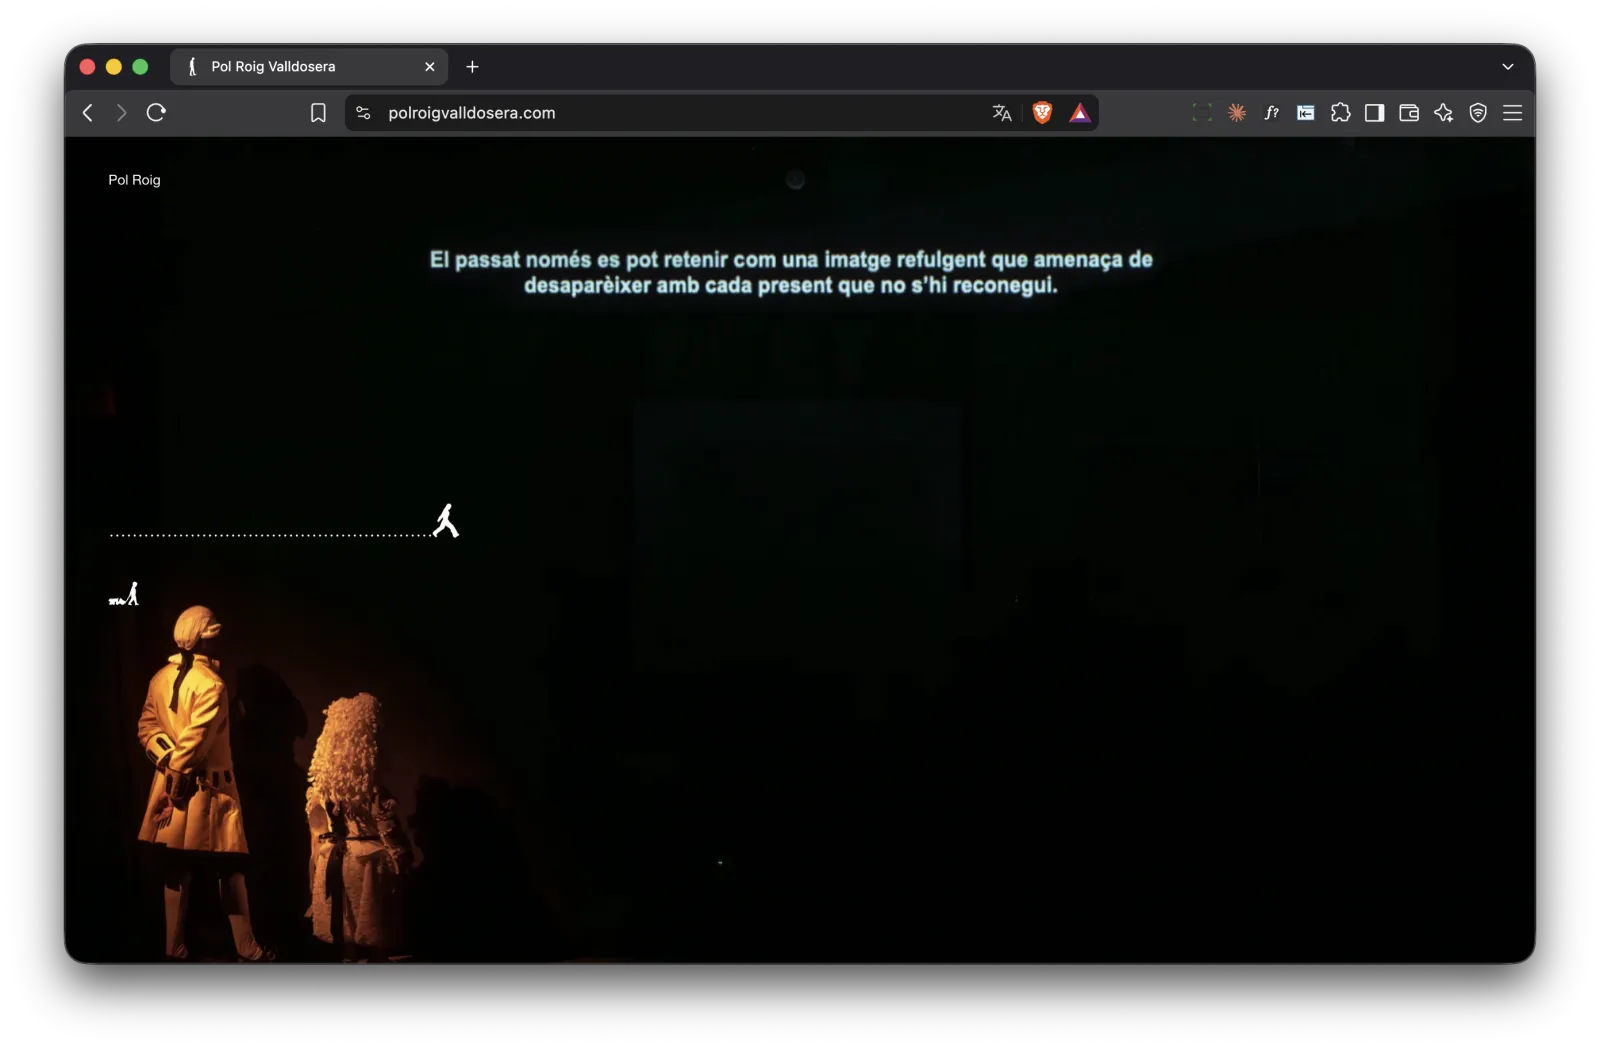 Pol Roig Valldosera
polroigvalldosera.com
f?
Pol Roig
El passat només es pot retenir com una imatge refulgent que amenaça de
desaparèixer amb cada present que no s'hi reconegui.